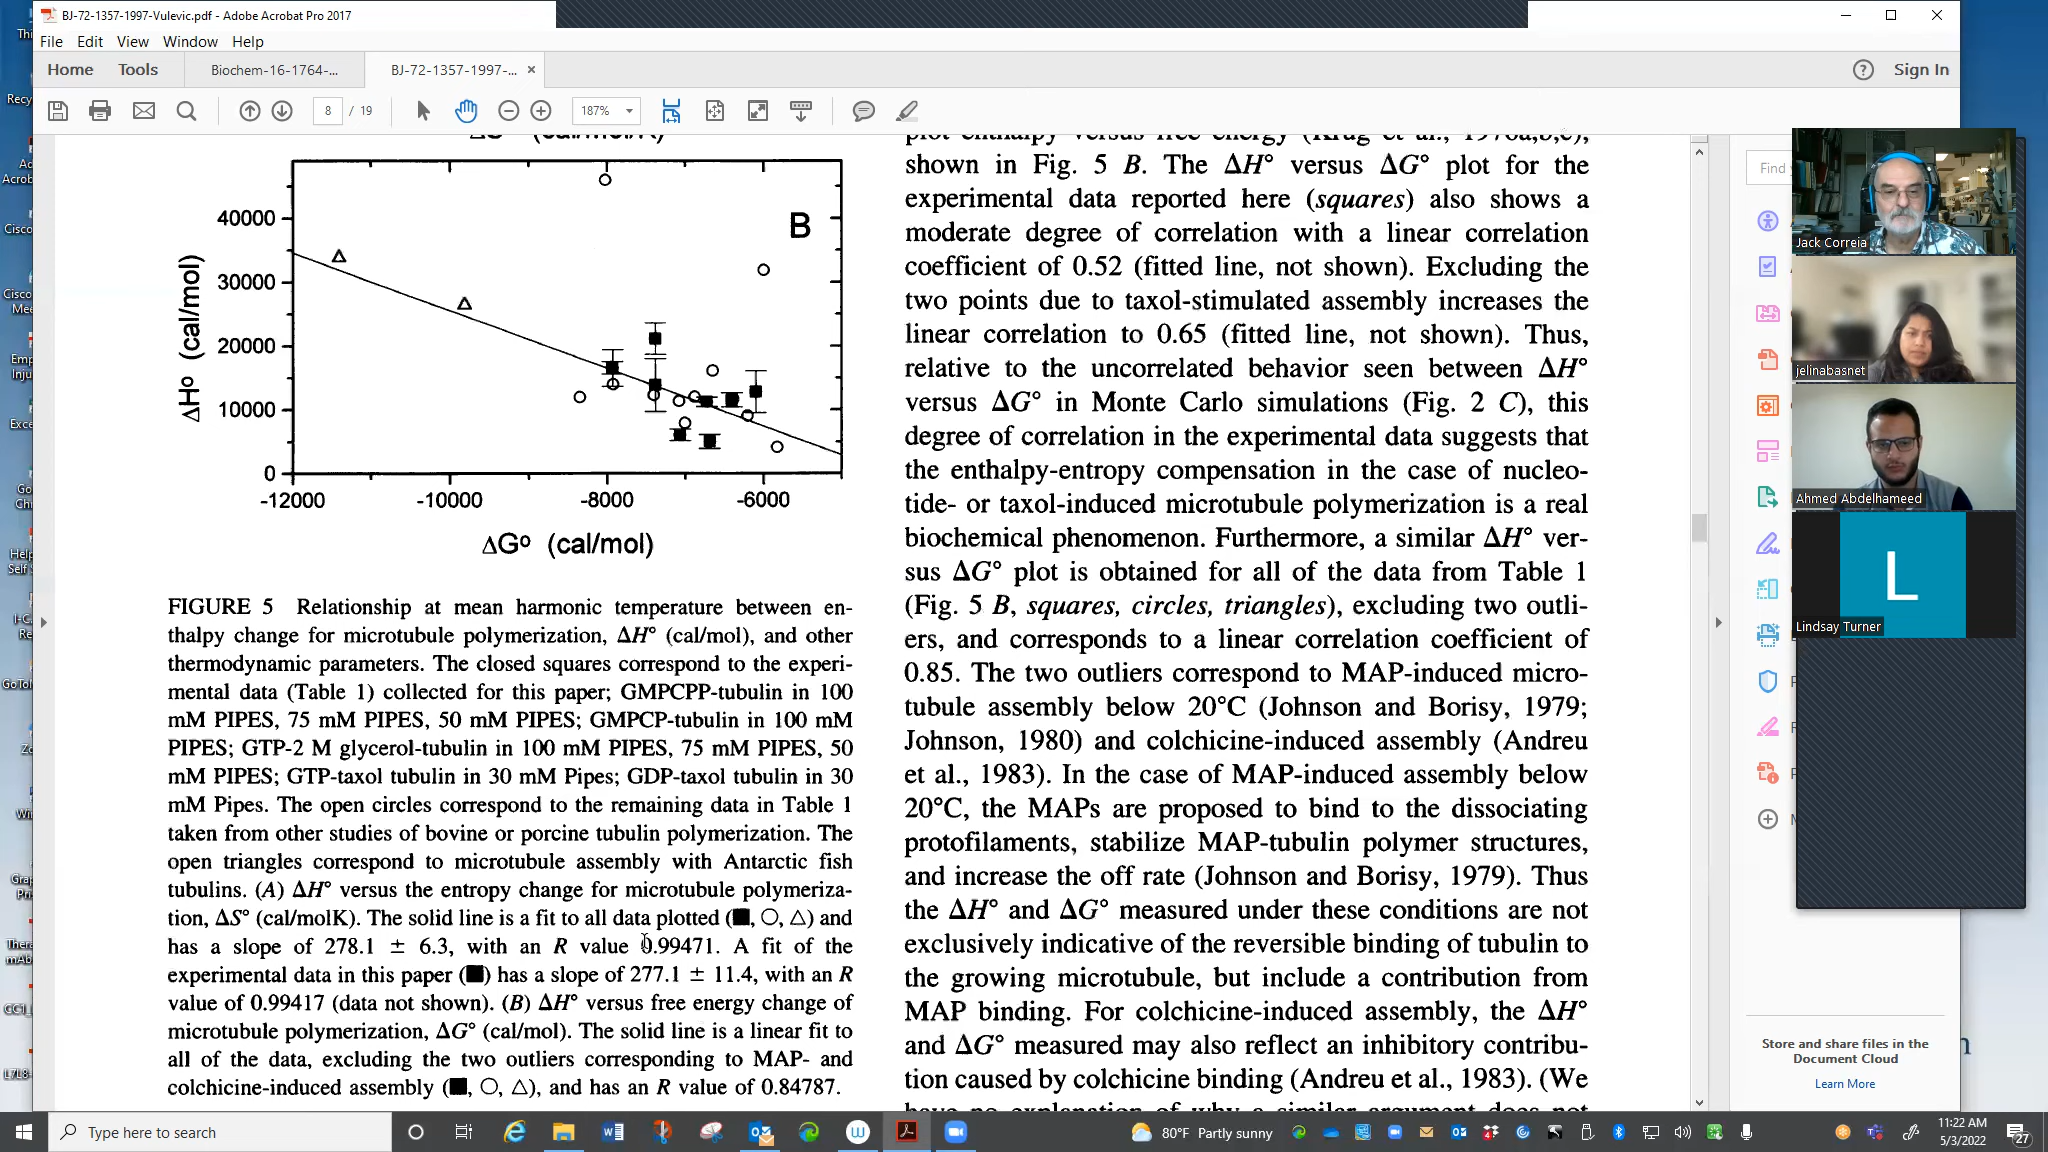 BJ-72-1357-1997-Vulevic.pdf - Adobe Acrobat Pro 2017
File Edit View Window Help
Home Tools Biochem-16-1764-... BJ-72-1357-1997-... × Sign In
8 / 19 187%
40000
30000
20000
10000
0
ΔH° (cal/mol)
B
-12000 -10000 -8000 -6000
ΔG° (cal/mol)
FIGURE 5 Relationship at mean harmonic temperature between en-
thalpy change for microtubule polymerization, ΔH° (cal/mol), and other
thermodynamic parameters. The closed squares correspond to the experi-
mental data (Table 1) collected for this paper; GMPCPP-tubulin in 100
mM PIPES, 75 mM PIPES, 50 mM PIPES; GMPCP-tubulin in 100 mM
PIPES; GTP-2 M glycerol-tubulin in 100 mM PIPES, 75 mM PIPES, 50
mM PIPES; GTP-taxol tubulin in 30 mM Pipes; GDP-taxol tubulin in 30
mM Pipes. The open circles correspond to the remaining data in Table 1
taken from other studies of bovine or porcine tubulin polymerization. The
open triangles correspond to microtubule assembly with Antarctic fish
tubulins. (A) ΔH° versus the entropy change for microtubule polymeriza-
tion, ΔS° (cal/molK). The solid line is a fit to all data plotted (■, ○, △) and
has a slope of 278.1 ± 6.3, with an R value 0.99471. A fit of the
experimental data in this paper (■) has a slope of 277.1 ± 11.4, with an R
value of 0.99417 (data not shown). (B) ΔH° versus free energy change of
microtubule polymerization, ΔG° (cal/mol). The solid line is a linear fit to
all of the data, excluding the two outliers corresponding to MAP- and
colchicine-induced assembly (■, ○, △), and has an R value of 0.84787.
plot enthalpy versus free energy (Krug et al., 1976a,b,c),
shown in Fig. 5 B. The ΔH° versus ΔG° plot for the
experimental data reported here (squares) also shows a
moderate degree of correlation with a linear correlation
coefficient of 0.52 (fitted line, not shown). Excluding the
two points due to taxol-stimulated assembly increases the
linear correlation to 0.65 (fitted line, not shown). Thus,
relative to the uncorrelated behavior seen between ΔH°
versus ΔG° in Monte Carlo simulations (Fig. 2 C), this
degree of correlation in the experimental data suggests that
the enthalpy-entropy compensation in the case of nucleo-
tide- or taxol-induced microtubule polymerization is a real
biochemical phenomenon. Furthermore, a similar ΔH° ver-
sus ΔG° plot is obtained for all of the data from Table 1
(Fig. 5 B, squares, circles, triangles), excluding two outli-
ers, and corresponds to a linear correlation coefficient of
0.85. The two outliers correspond to MAP-induced micro-
tubule assembly below 20°C (Johnson and Borisy, 1979;
Johnson, 1980) and colchicine-induced assembly (Andreu
et al., 1983). In the case of MAP-induced assembly below
20°C, the MAPs are proposed to bind to the dissociating
protofilaments, stabilize MAP-tubulin polymer structures,
and increase the off rate (Johnson and Borisy, 1979). Thus
the ΔH° and ΔG° measured under these conditions are not
exclusively indicative of the reversible binding of tubulin to
the growing microtubule, but include a contribution from
MAP binding. For colchicine-induced assembly, the ΔH°
and ΔG° measured may also reflect an inhibitory contribu-
tion caused by colchicine binding (Andreu et al., 1983). (We
have no explanation of why a similar argument does not
Find
Jack Correia
jelinabasnet
Ahmed Abdelhameed
L
Lindsay Turner
Store and share files in the
Document Cloud
Learn More
Type here to search
80°F Partly sunny
11:22 AM
5/3/2022
27